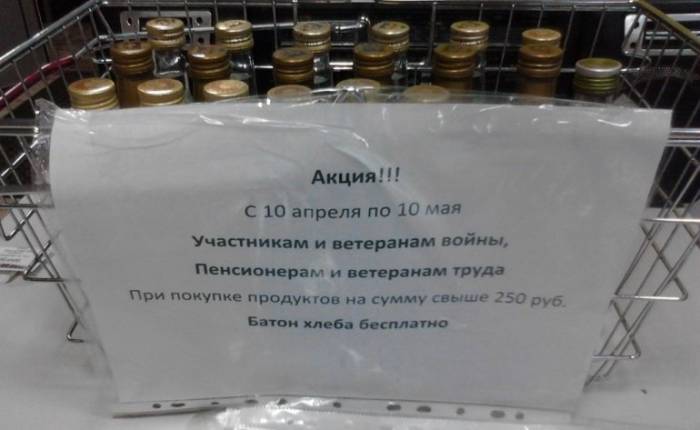 Акция!!!
С 10 апреля по 10 мая
Участникам и ветеранам войны,
Пенсионерам и ветеранам труда
При покупке продуктов на сумму свыше 250 руб.
Батон хлеба бесплатно